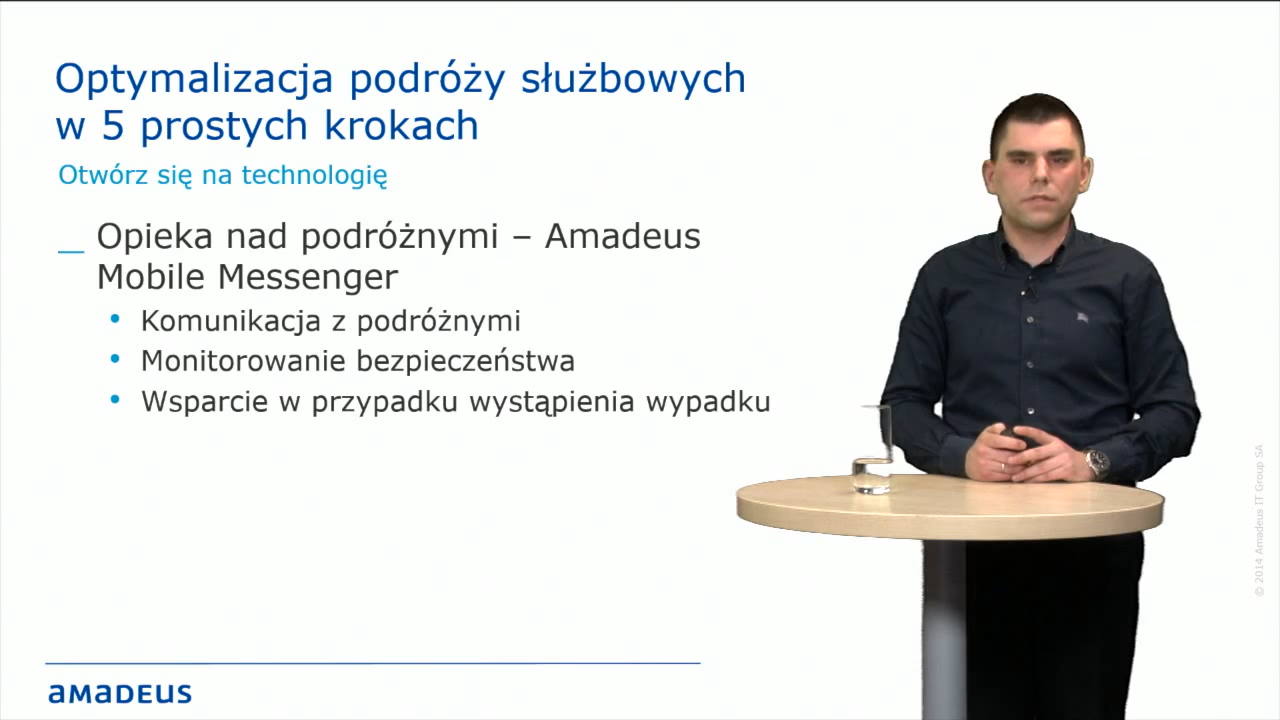 Optymalizacja podróży służbowych
w 5 prostych krokach
Otwórz się na technologię
_ Opieka nad podróżnymi – Amadeus
Mobile Messenger
• Komunikacja z podróżnymi
• Monitorowanie bezpieczeństwa
• Wsparcie w przypadku wystąpienia wypadku
© 2014 Amadeus IT Group SA
aMaDEUS